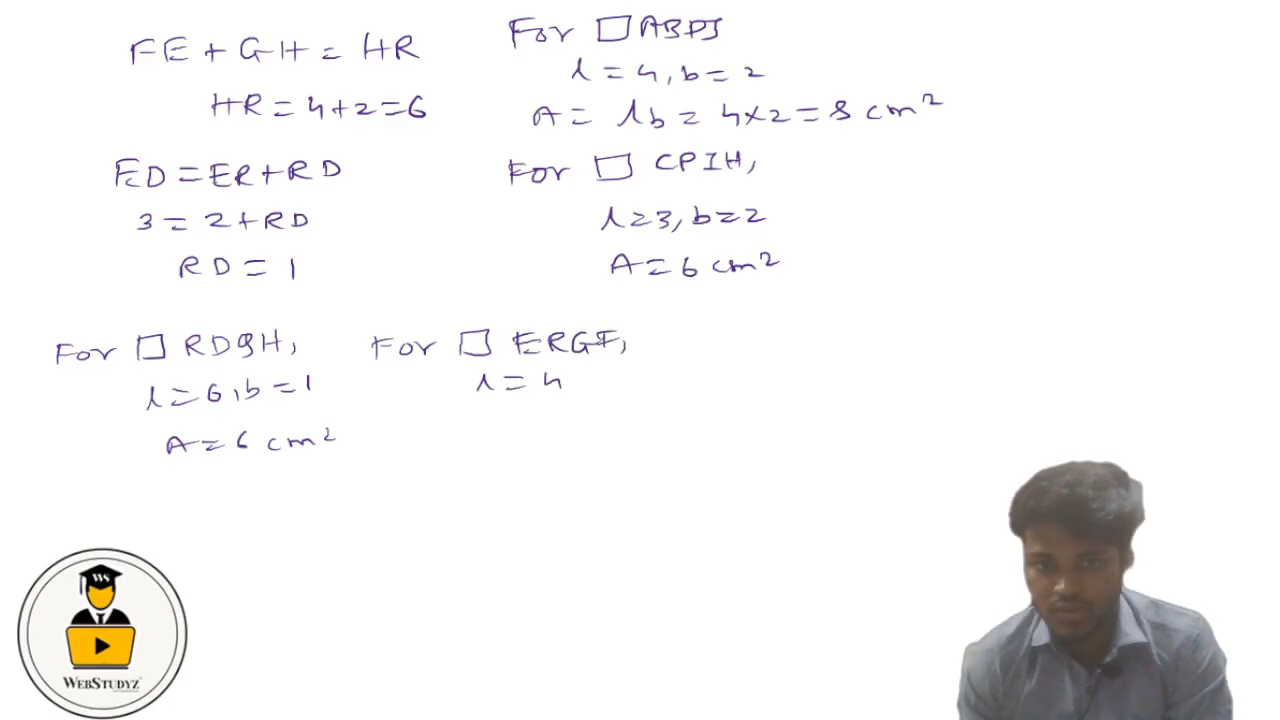 FE + GH = HR
HR = 4+2=6
ED = ER+RD
3 = 2+RD
RD = 1
For □ ABPJ
l = 4, b = 2
A = lb = 4×2 = 8 cm²
For □ CPIH,
l=3, b=2
A=6 cm²
For □ RDGH,
l=6, b=1
A=6 cm²
For □ ERGF,
l = 4
WS
WEBSTUDYZ